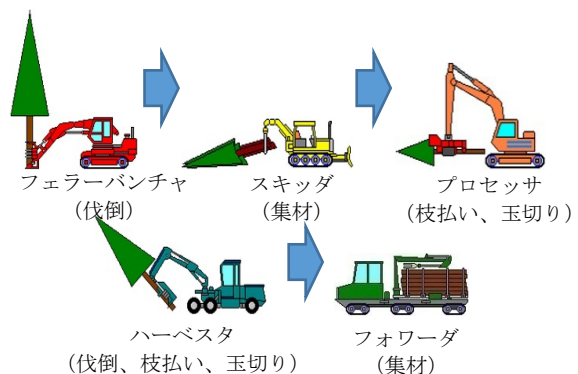 フェラーバンチャ
（伐倒）
スキッダ
（集材）
プロセッサ
（枝払い、玉切り）
ハーベスタ
（伐倒、枝払い、玉切り）
フォワーダ
（集材）